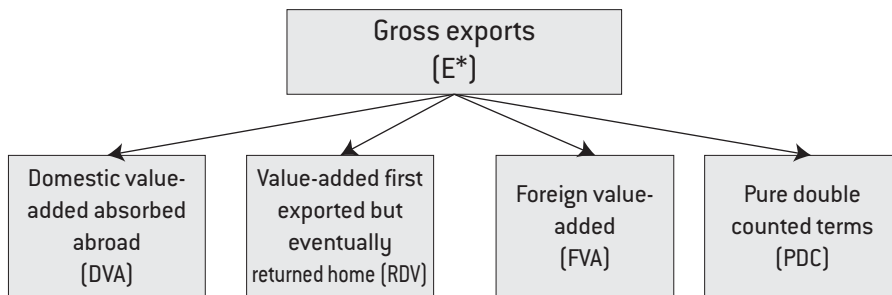 Gross exports
(E*)
Domestic value-
added absorbed
abroad
(DVA)
Value-added first
exported but
eventually
returned home (RDV)
Foreign value-
added
(FVA)
Pure double
counted terms
(PDC)